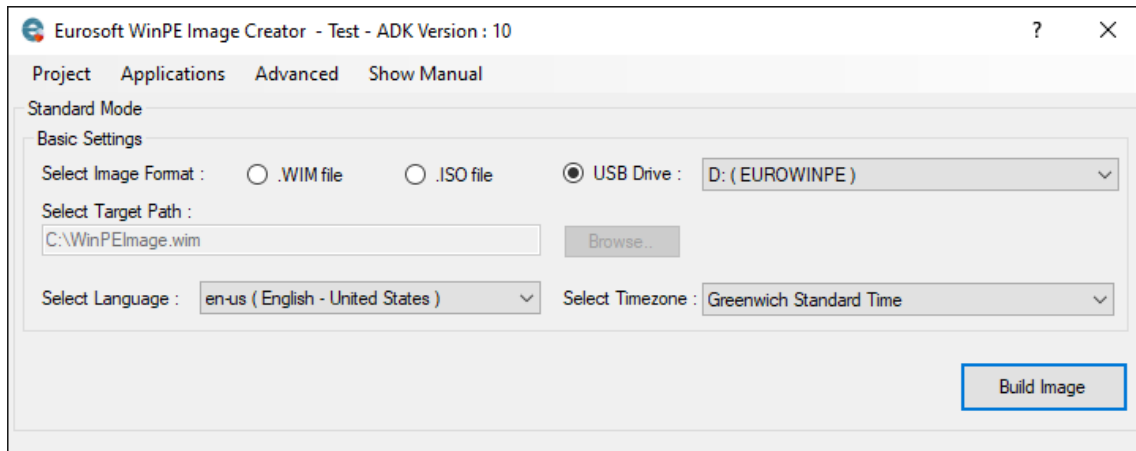 Eurosoft WinPE Image Creator - Test - ADK Version : 10 ?
Project Applications Advanced Show Manual
Standard Mode
Basic Settings
Select Image Format : .WIM file .ISO file USB Drive : D: ( EUROWINPE )
Select Target Path :
C:\WinPEImage.wim Browse..
Select Language : en-us ( English - United States ) Select Timezone : Greenwich Standard Time
Build Image